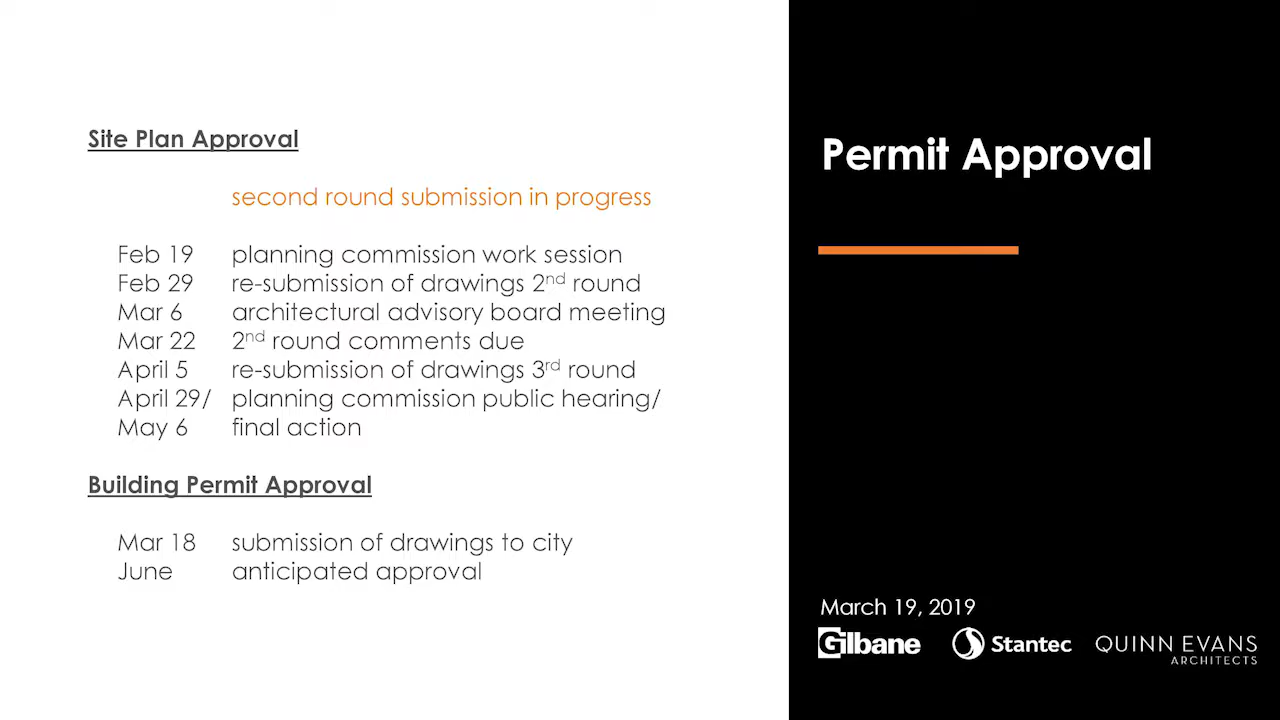 Site Plan Approval
second round submission in progress
Feb 19 planning commission work session
Feb 29 re-submission of drawings 2nd round
Mar 6 architectural advisory board meeting
Mar 22 2nd round comments due
April 5 re-submission of drawings 3rd round
April 29/ planning commission public hearing/
May 6 final action
Building Permit Approval
Mar 18 submission of drawings to city
June anticipated approval
Permit Approval
March 19, 2019
Gilbane Stantec QUINN EVANS
ARCHITECTS